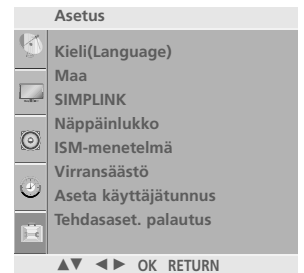 Asetus
Kieli(Language)
Maa
SIMPLINK
Näppäinlukko
ISM-menetelmä
Virransäästö
Aseta käyttäjätunnus
Tehdasaset. palautus
▲▼ ◄► OK RETURN